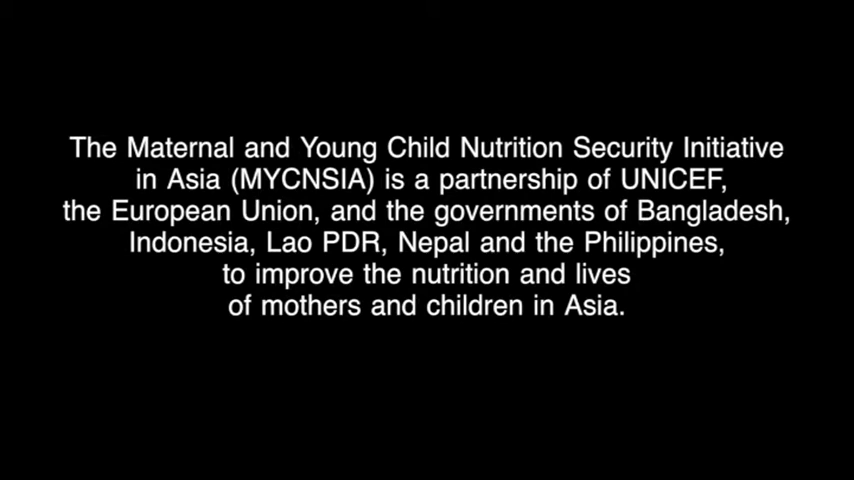 The Maternal and Young Child Nutrition Security Initiative
in Asia (MYCNSIA) is a partnership of UNICEF,
the European Union, and the governments of Bangladesh,
Indonesia, Lao PDR, Nepal and the Philippines,
to improve the nutrition and lives
of mothers and children in Asia.